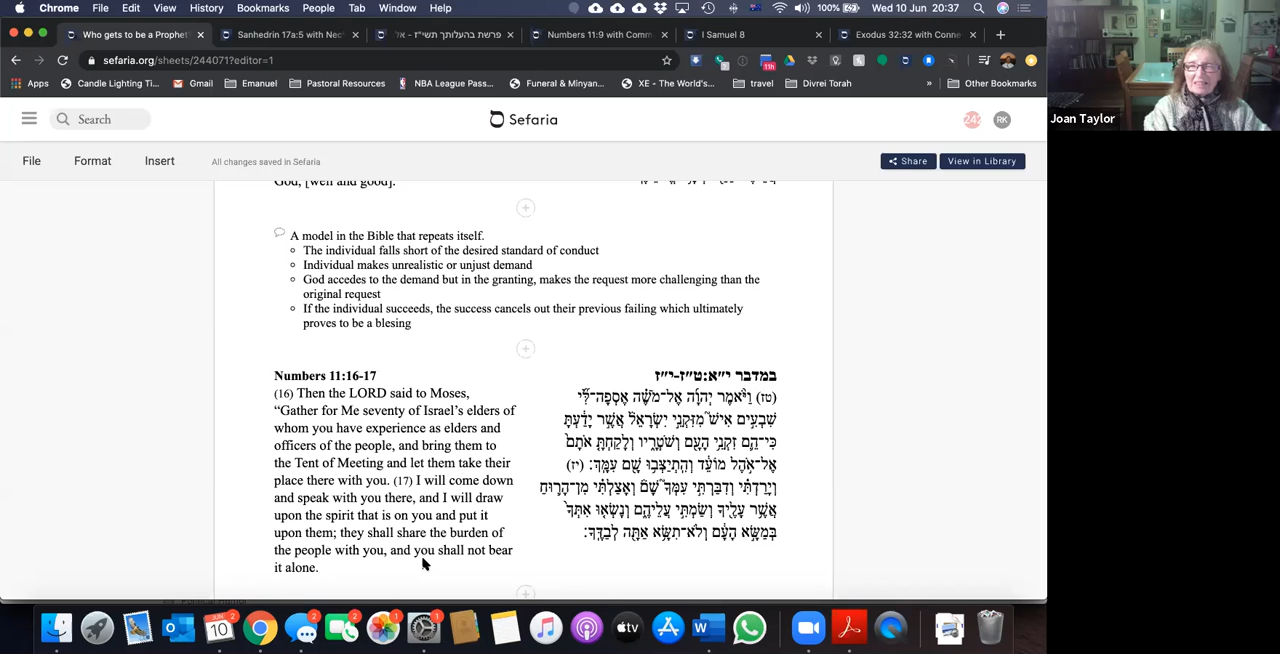 Chrome File Edit View History Bookmarks People Tab Window Help 100% Wed 10 Jun 20:37
Who gets to be a Prophet Sanhedrin 17a:5 with Nec פרשת בהעלותך תשי"ז - אל Numbers 11:9 with Comm I Samuel 8 Exodus 32:32 with Conne
sefaria.org/sheets/244071?editor=1
Apps Candle Lighting Ti... Gmail Emanuel Pastoral Resources NBA League Pass... Funeral & Minyan... XE - The World's... travel Divrei Torah » Other Bookmarks
Joan Taylor
Search Sefaria 242 RK
File Format Insert All changes saved in Sefaria Share View in Library
God, [well and good].
A model in the Bible that repeats itself.
The individual falls short of the desired standard of conduct
Individual makes unrealistic or unjust demand
God accedes to the demand but in the granting, makes the request more challenging than the
original request
If the individual succeeds, the success cancels out their previous failing which ultimately
proves to be a blesing
Numbers 11:16-17
(16) Then the LORD said to Moses,
“Gather for Me seventy of Israel’s elders of
whom you have experience as elders and
officers of the people, and bring them to
the Tent of Meeting and let them take their
place there with you. (17) I will come down
and speak with you there, and I will draw
upon the spirit that is on you and put it
upon them; they shall share the burden of
the people with you, and you shall not bear
it alone.
במדבר י״א:ט״ז-י״ז
(טז) וַיֹּ֨אמֶר יְהוָ֜ה אֶל־מֹשֶׁ֗ה אֶסְפָה־לִּ֞י
שִׁבְעִ֣ים אִישׁ֮ מִזִּקְנֵ֣י יִשְׂרָאֵל֒ אֲשֶׁ֣ר יָדַ֔עְתָּ
כִּי־הֵ֛ם זִקְנֵ֥י הָעָ֖ם וְשֹׁטְרָ֑יו וְלָקַחְתָּ֤ אֹתָם֙
אֶל־אֹ֣הֶל מוֹעֵ֔ד וְהִֽתְיַצְּב֥וּ שָׁ֖ם עִמָּֽךְ׃ (יז)
וְיָרַדְתִּ֗י וְדִבַּרְתִּ֣י עִמְּךָ֮ שָׁם֒ וְאָצַלְתִּ֗י מִן־הָר֛וּחַ
אֲשֶׁ֥ר עָלֶ֖יךָ וְשַׂמְתִּ֣י עֲלֵיהֶ֑ם וְנָשְׂא֤וּ אִתְּךָ֙
בְּמַשָּׂ֣א הָעָ֔ם וְלֹא־תִשָּׂ֥א אַתָּ֖ה לְבַדֶּֽךָ׃